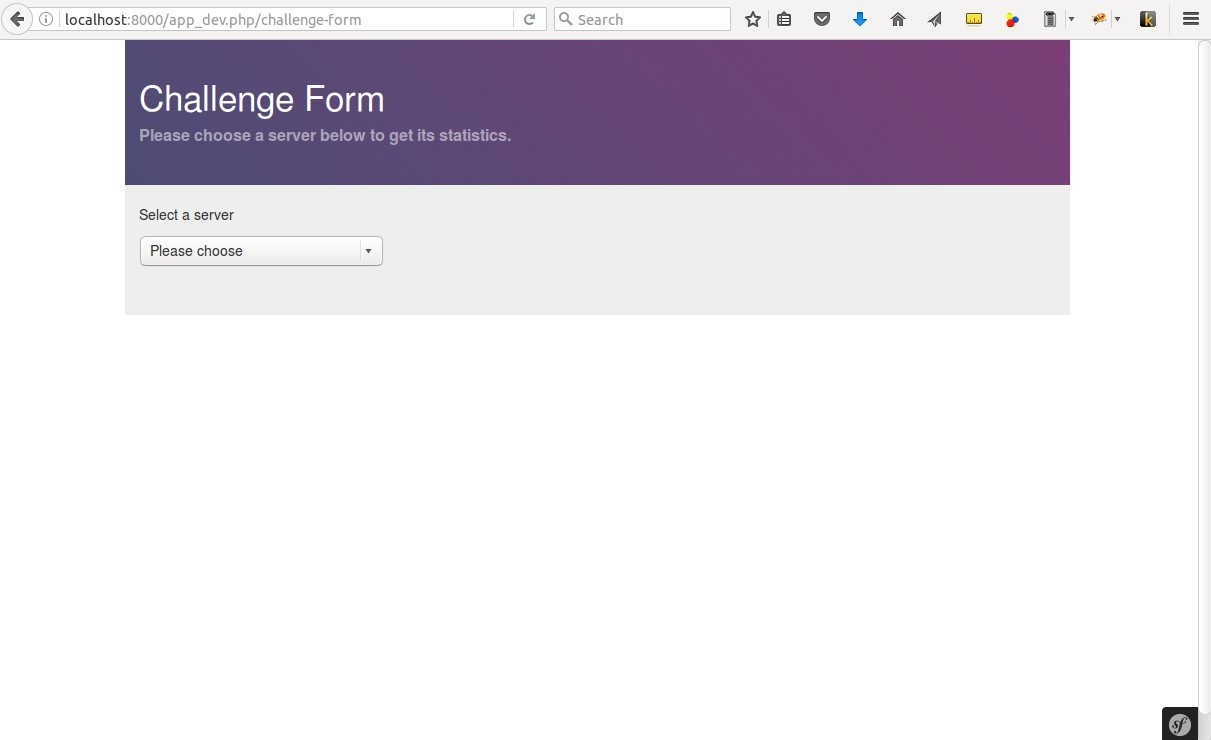 localhost:8000/app_dev.php/challenge-form
Search
k
Challenge Form
Please choose a server below to get its statistics.
Select a server
Please choose
sf